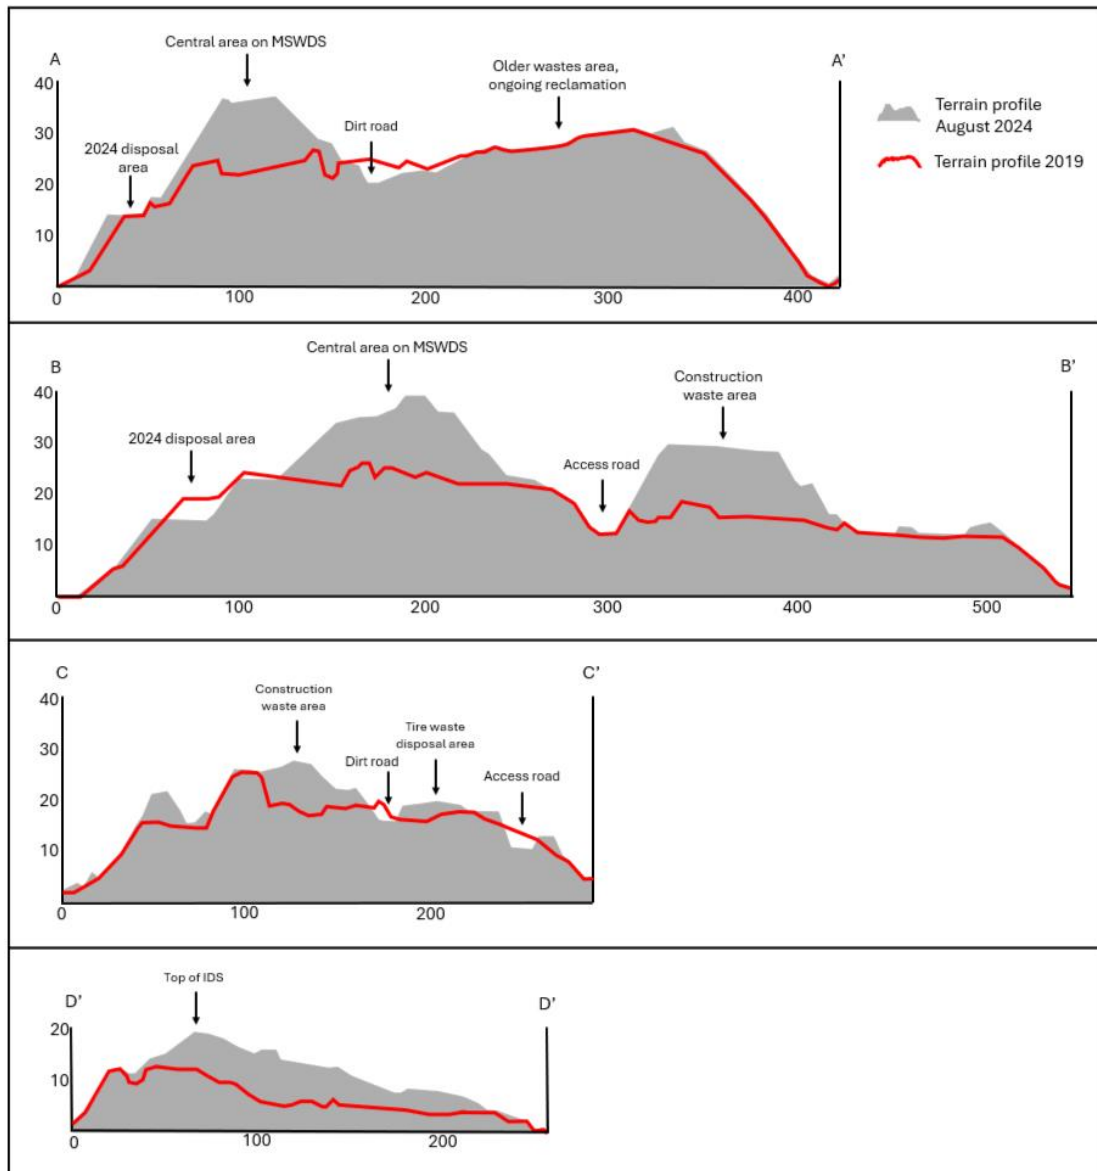 Central area on MSWDS
A
A'
40
Older wastes area,
ongoing reclamation
Terrain profile
August 2024
30
Dirt road
2024 disposal
area
Terrain profile 2019
20
10
0
100
200
300
400
Central area on MSWDS
B
B'
40
Construction
waste area
30
2024 disposal area
Access road
20
10
0
100
200
300
400
500
C
C'
40
Construction
waste area
30
Tire waste
disposal area
Dirt road
Access road
20
10
0
100
200
Top of IDS
D'
D'
20
10
0
100
200